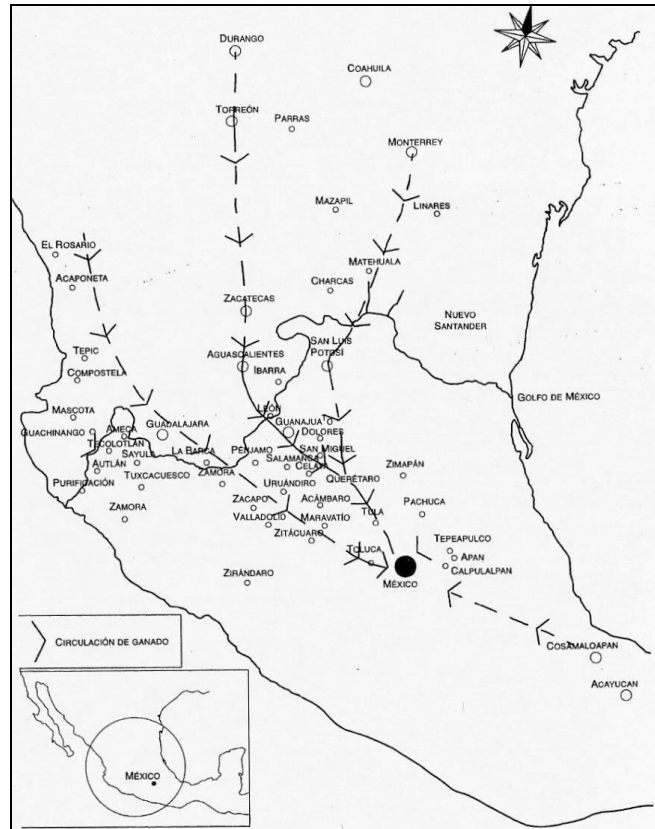 DURANGO
COAHUILA
TORREÓN
PARRAS
MONTERREY
MAZAPIL
LINARES
EL ROSARIO
MATEHUALA
ACAPONETA
CHARCAS
ZACATECAS
NUEVO
SANTANDER
SAN LUIS
POTOSÍ
TEPIC
AGUASCALIENTES
IBARRA
COMPOSTELA
GOLFO DE MÉXICO
MASCOTA
LEÓN
GUANAJUATO
GUACHINANGO
AMECA
GUADALAJARA
DOLORES
TECOLOTLÁN
LA BARCA
PÉNJAMO
SAN MIGUEL
SAYULA
SALAMANCA
CELAYA
ZIMAPÁN
AUTLÁN
TUXCACUESCO
ZAMORA
URUÁNDIRO
QUERÉTARO
PURIFICACIÓN
ZACAPO
ACÁMBARO
PACHUCA
ZAMORA
VALLADOLID
MARAVATÍO
TULA
ZITÁCUARO
TEPEAPULCO
TOLUCA
APAN
CALPULALPAN
ZIRÁNDARO
MÉXICO
CIRCULACIÓN DE GANADO
COSAMALOAPAN
ACAYUCAN
MÉXICO